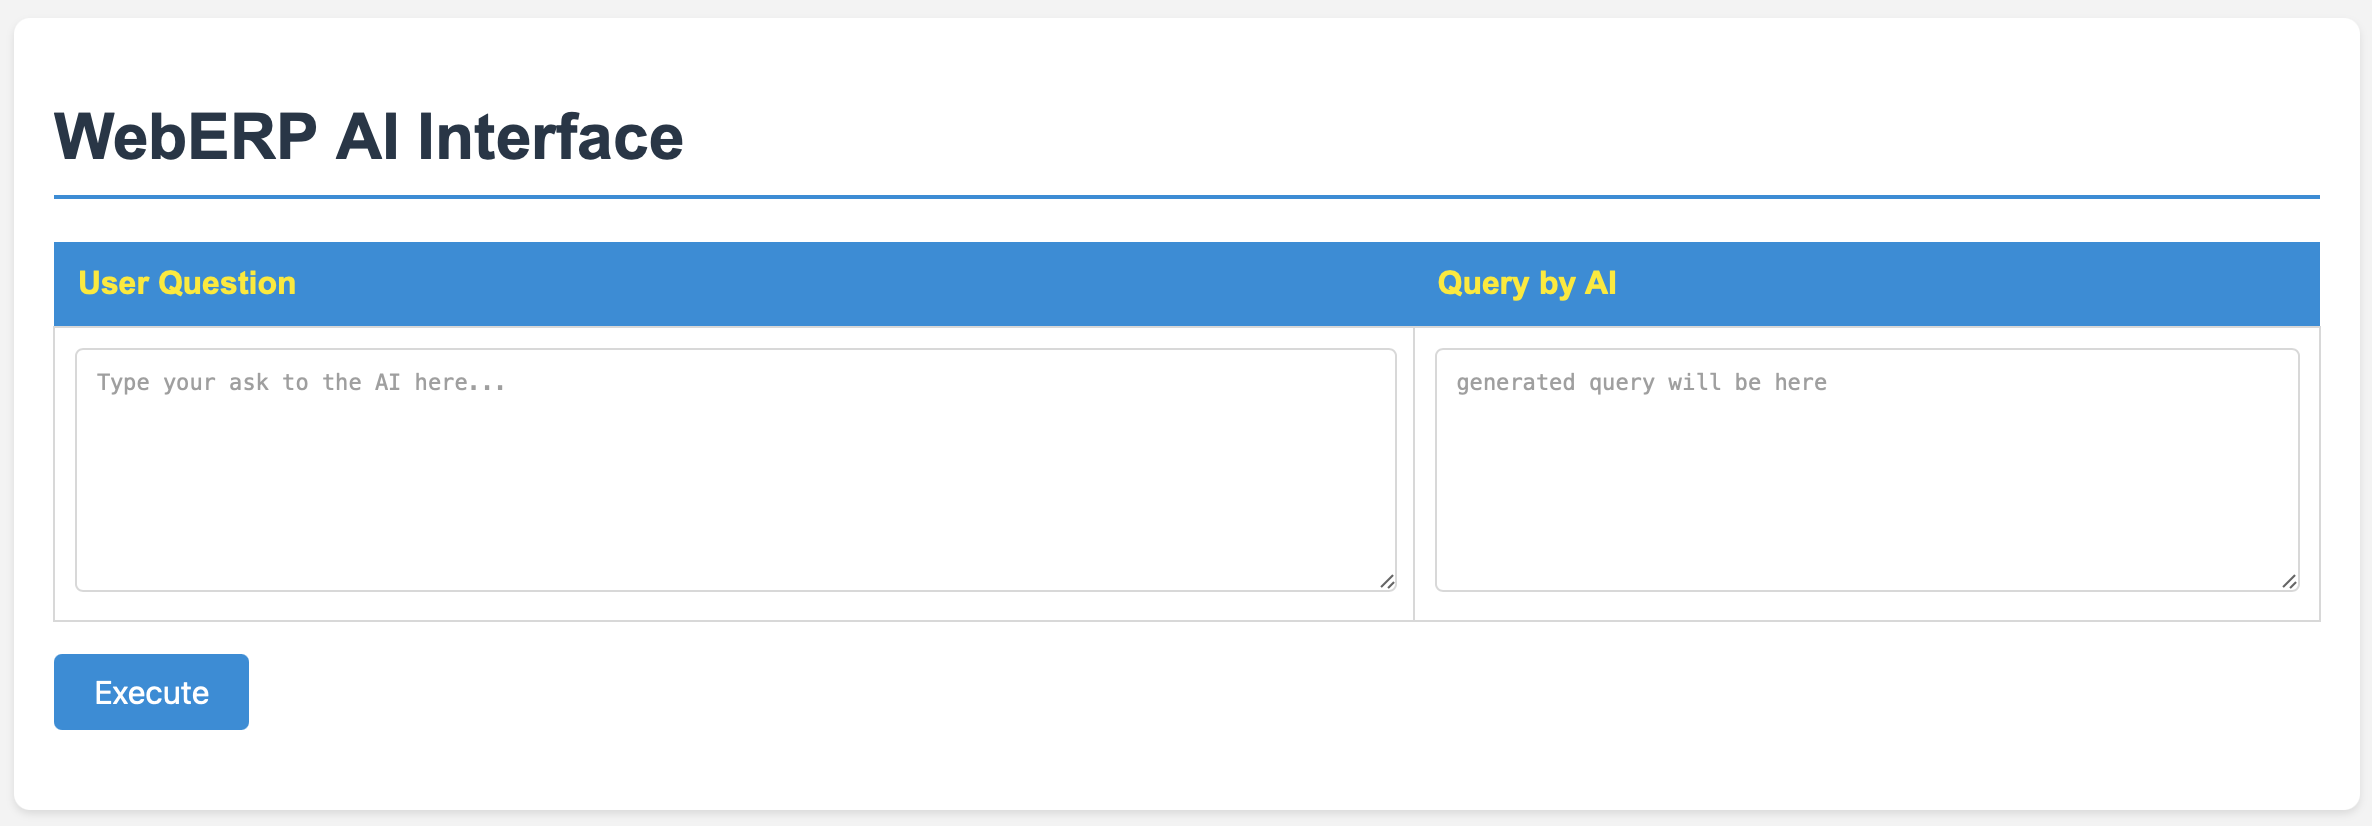 WebERP AI Interface
User Question
Query by AI
Type your ask to the AI here...
generated query will be here
Execute